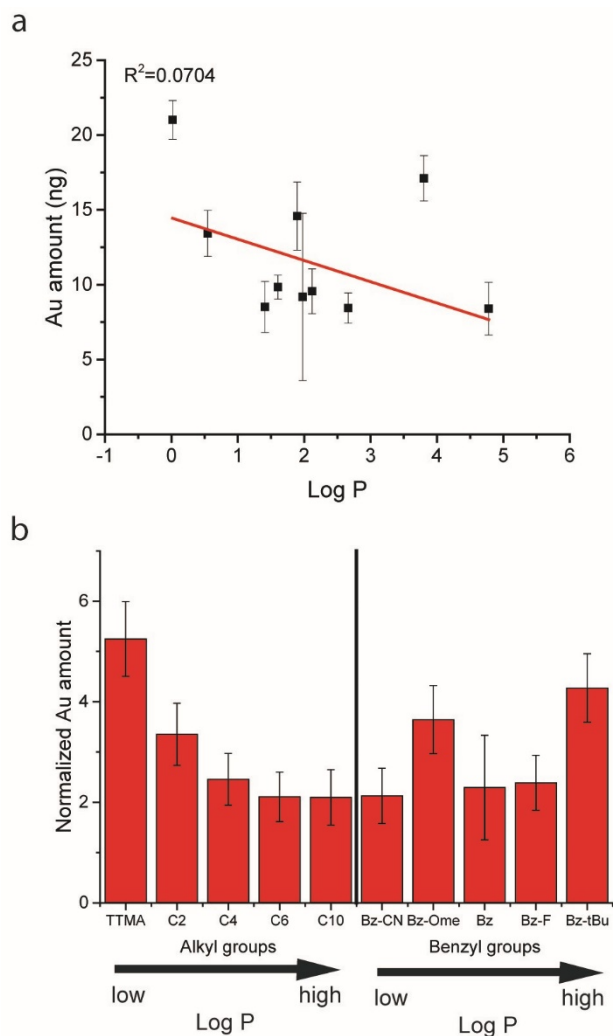 a
R²=0.0704
25
20
15
10
5
0
Au amount (ng)
-1 0 1 2 3 4 5 6
Log P
b
6
4
2
0
Normalized Au amount
TTMA C2 C4 C6 C10 Bz-CN Bz-Ome Bz Bz-F Bz-tBu
Alkyl groups Benzyl groups
low high low high
Log P Log P